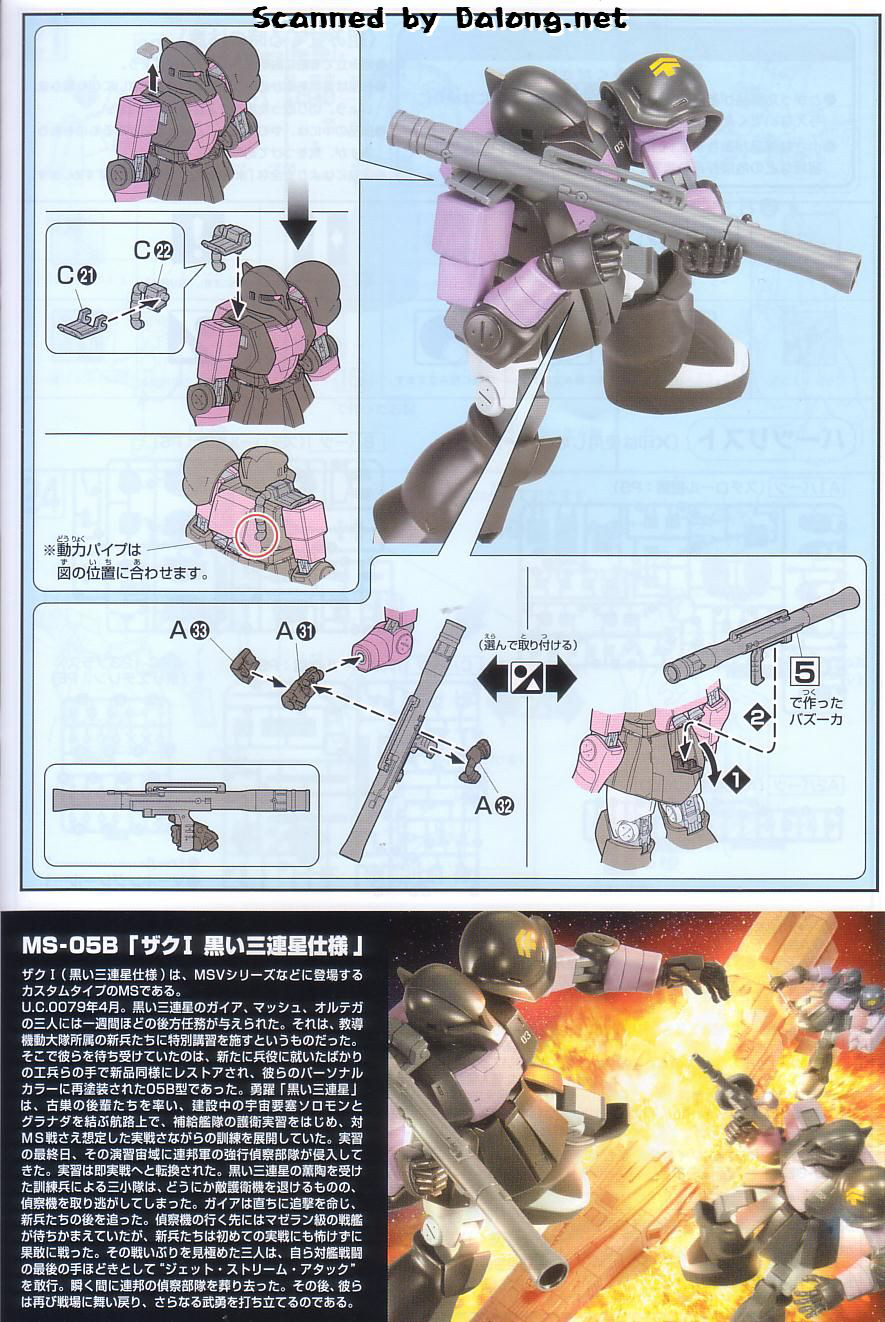 Scanned by Dalong.net
03
C21
C22
※動力パイプは
どうりょく
図の位置に合わせます。
ず いち あ
A33
A31
A32
(選んで取り付ける)
えら と つ
5
で作った
つく
バズーカ
2
1
MS-05B「ザクⅠ 黒い三連星仕様」
ザクⅠ(黒い三連星仕様)は、MSVシリーズなどに登場する
カスタムタイプのMSである。
U.C.0079年4月。黒い三連星のガイア、マッシュ、オルテガ
の三人には一週間ほどの後方任務が与えられた。それは、教導
機動大隊所属の新兵たちに特別講習を施すというものだった。
そこで彼らを待ち受けていたのは、新たに兵役に就いたばかり
の工兵らの手で新品同様にレストアされ、彼らのパーソナル
カラーに再塗装された05B型であった。勇躍「黒い三連星」
は、古巣の後輩たちを率い、建設中の宇宙要塞ソロモンと
グラナダを結ぶ航路上で、補給艦隊の護衛実習をはじめ、対
MS戦さえ想定した実戦さながらの訓練を展開していた。実習
の最終日、その演習宙域に連邦軍の強行偵察部隊が侵入して
きた。実習は即実戦へと転換された。黒い三連星の薫陶を受け
た訓練兵による三小隊は、どうにか敵護衛機を退けるものの、
偵察機を取り逃がしてしまった。ガイアは直ちに追撃を命じ、
新兵たちの後を追った。偵察機の行く先にはマゼラン級の戦艦
が待ちかまえていたが、新兵たちは初めての実戦にも怖けずに
果敢に戦った。その戦いぶりを見極めた三人は、自ら対艦戦闘
の最後の手ほどきとして“ジェット・ストリーム・アタック”
を敢行。瞬く間に連邦の偵察部隊を葬り去った。その後、彼ら
は再び戦場に舞い戻り、さらなる武勇を打ち立てるのである。
03